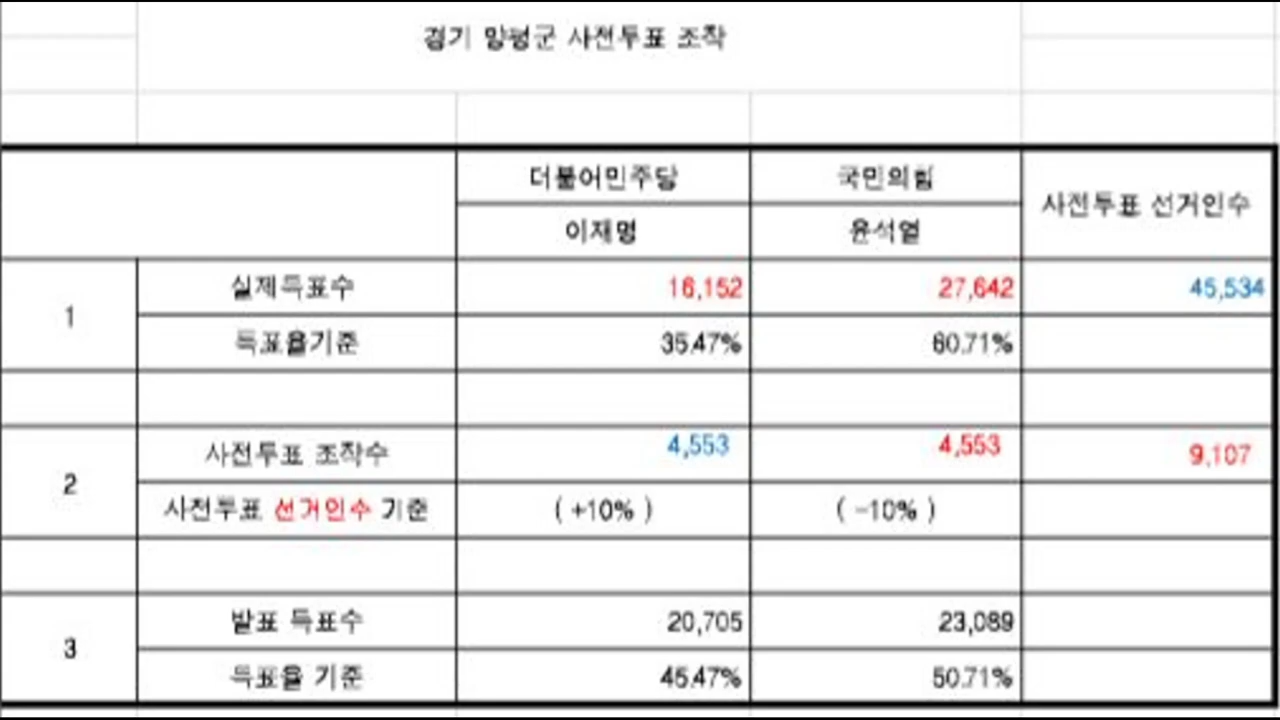 경기 양평군 사전투표 조작
더불어민주당 국민의힘 사전투표 선거인수
이재명 윤석열
1 실제득표수 16,152 27,642 45,534
득표율기준 35.47% 60.71%
2 사전투표 조작수 4,553 4,553 9,107
사전투표 선거인수 기준 ( +10% ) ( -10% )
3 발표 득표수 20,705 23,089
득표율 기준 45.47% 50.71%